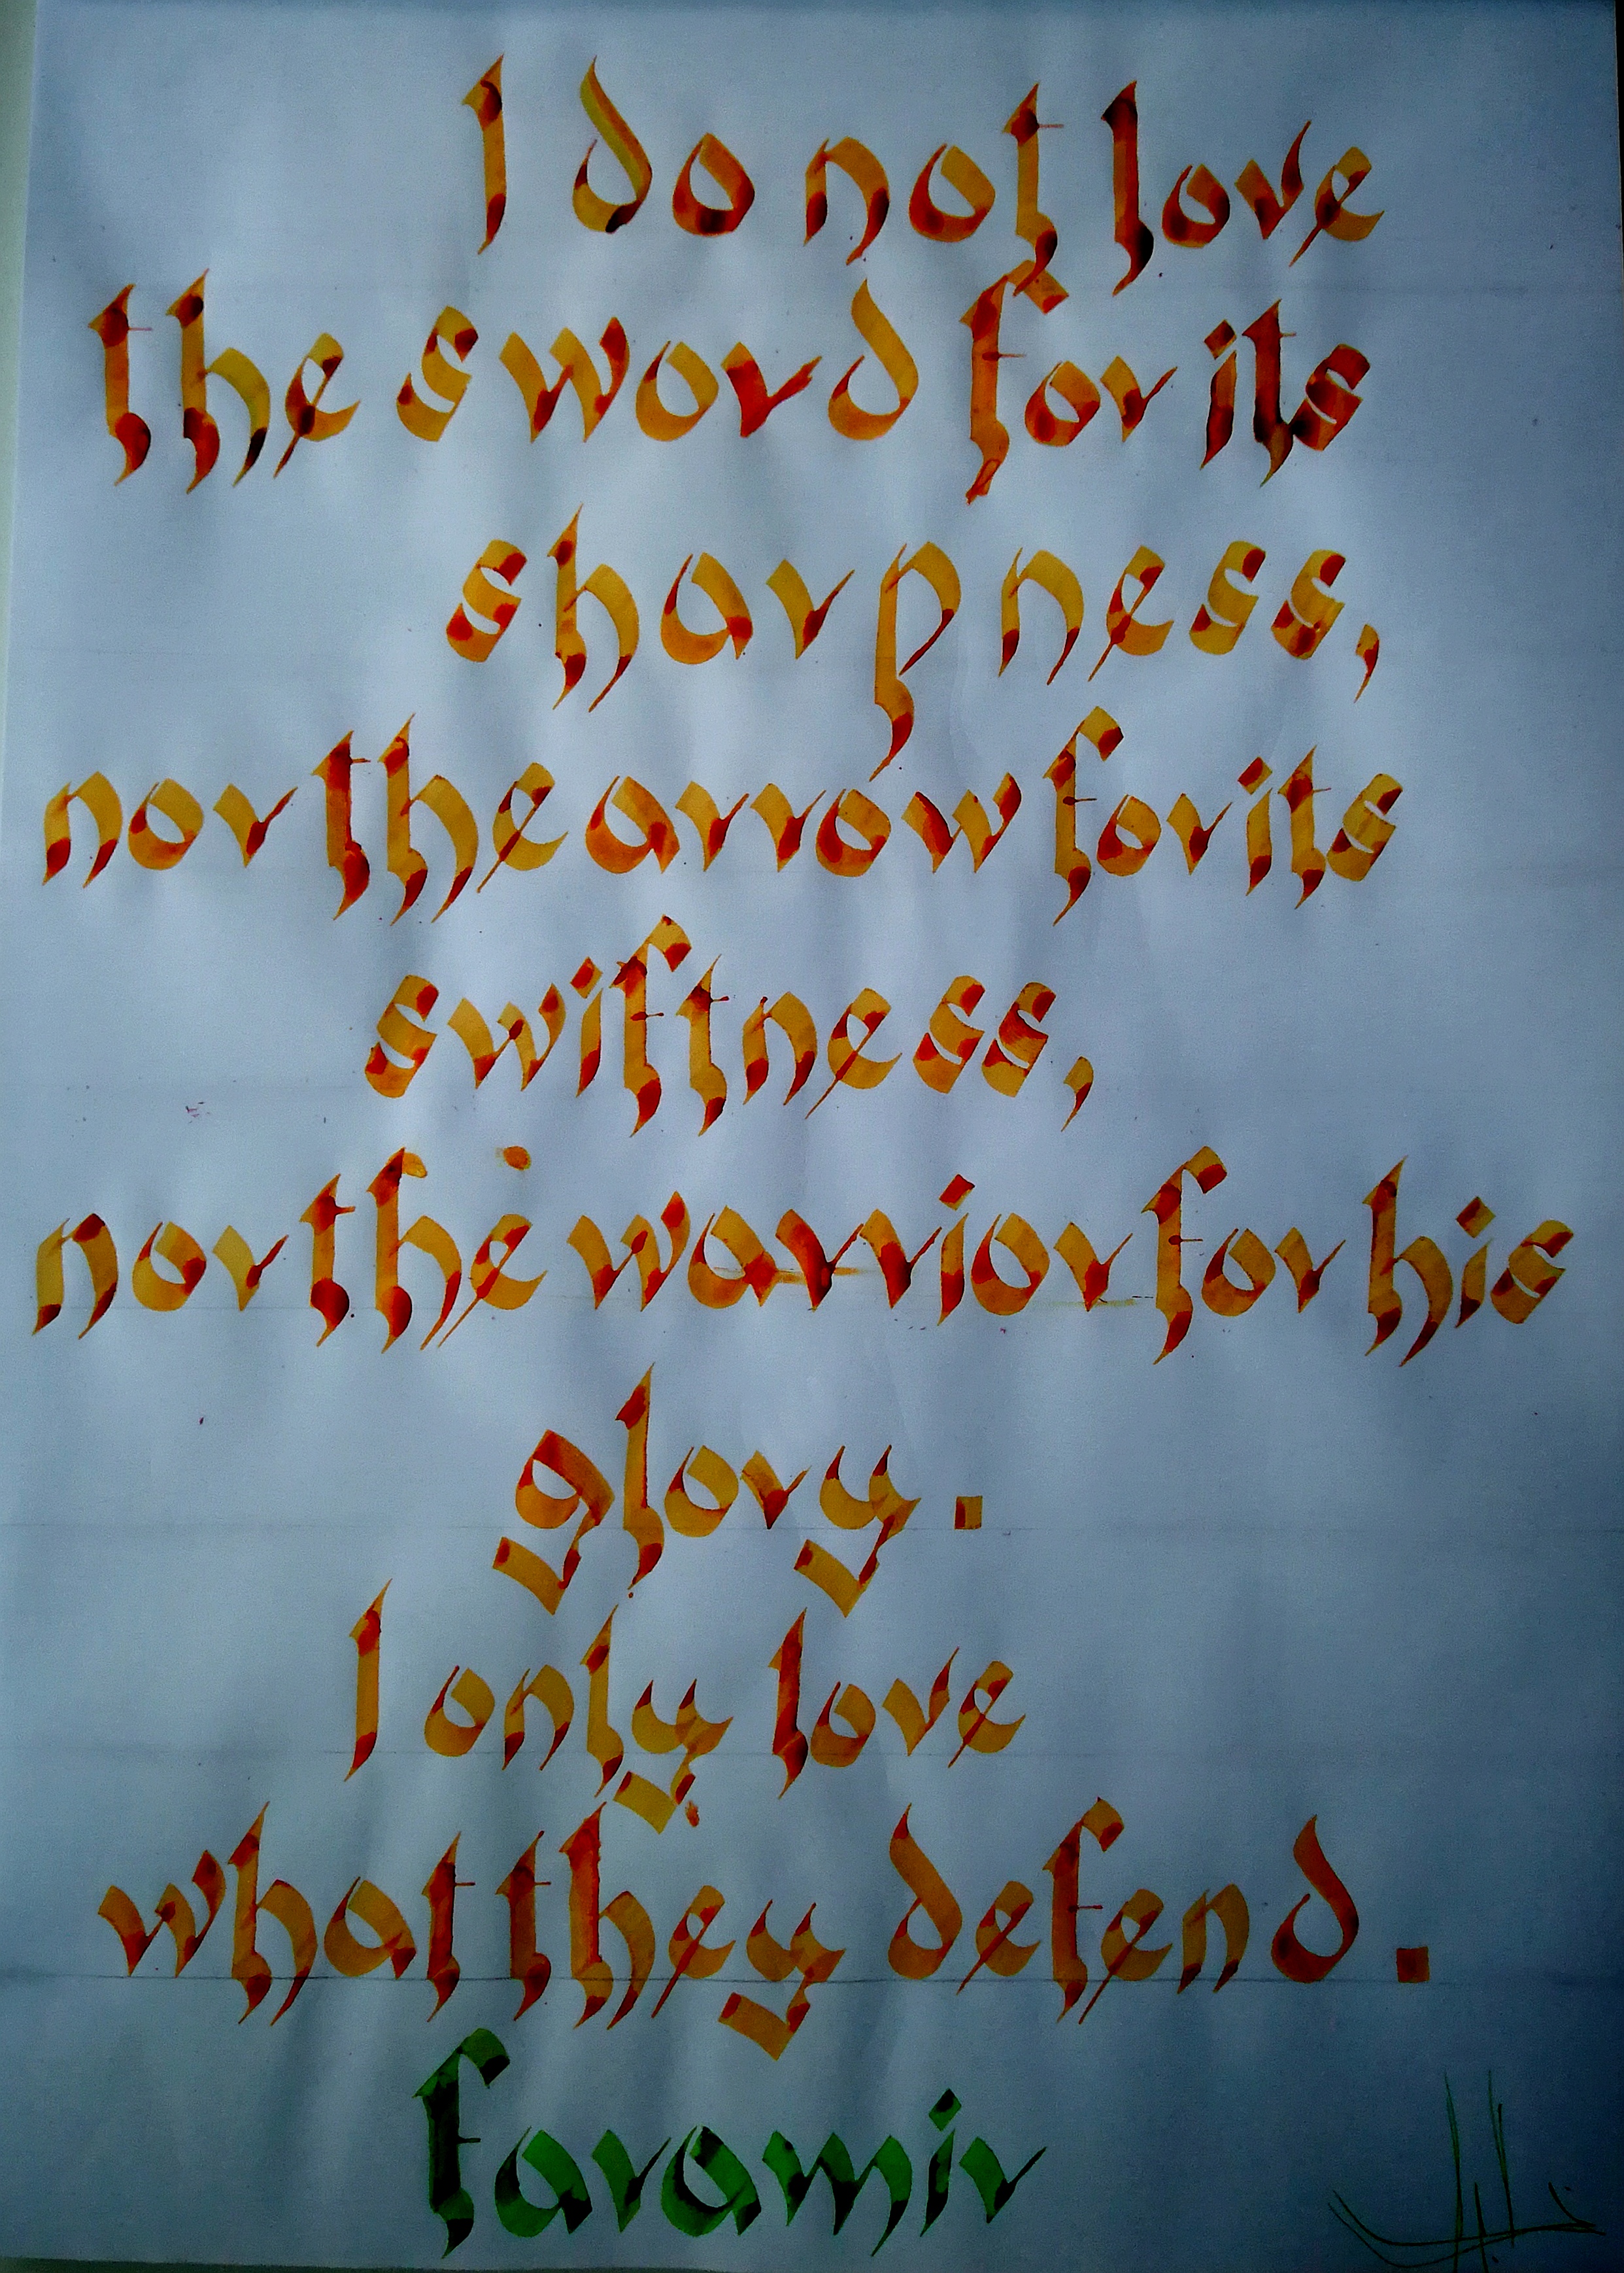 I do not love
the sword for its
sharpness,
nor the arrow for its
swiftness,
nor the warrior for his
glory.
I only love
what they defend.
faramir